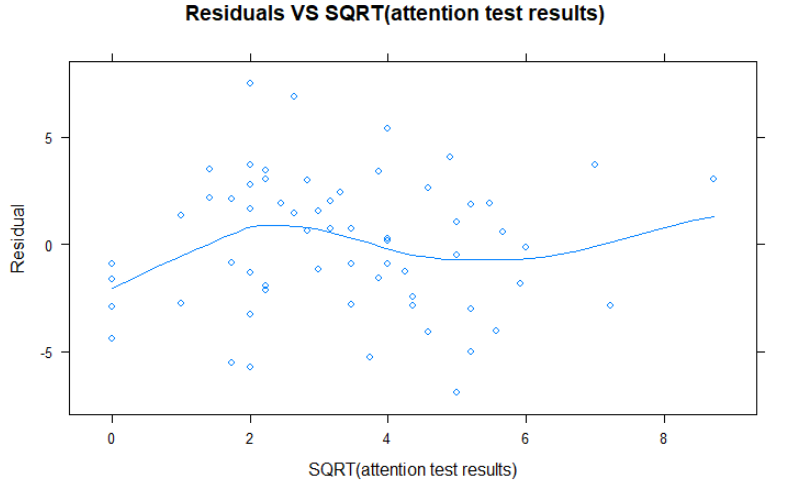 Residuals VS SQRT(attention test results)
5
0
-5
Residual
0 2 4 6 8
SQRT(attention test results)